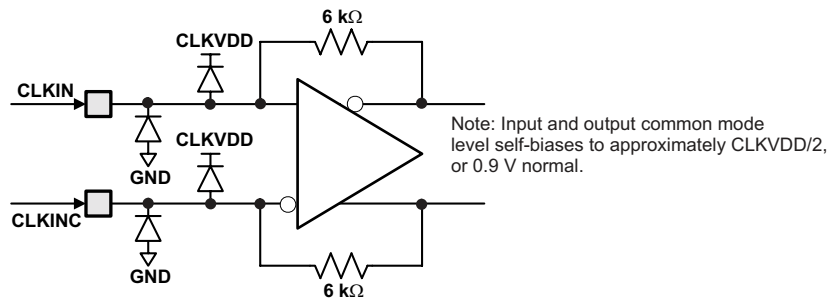 6 kΩ
CLKVDD
CLKIN
CLKVDD
GND
Note: Input and output common mode
level self-biases to approximately CLKVDD/2,
or 0.9 V normal.
CLKINC
GND
6 kΩ